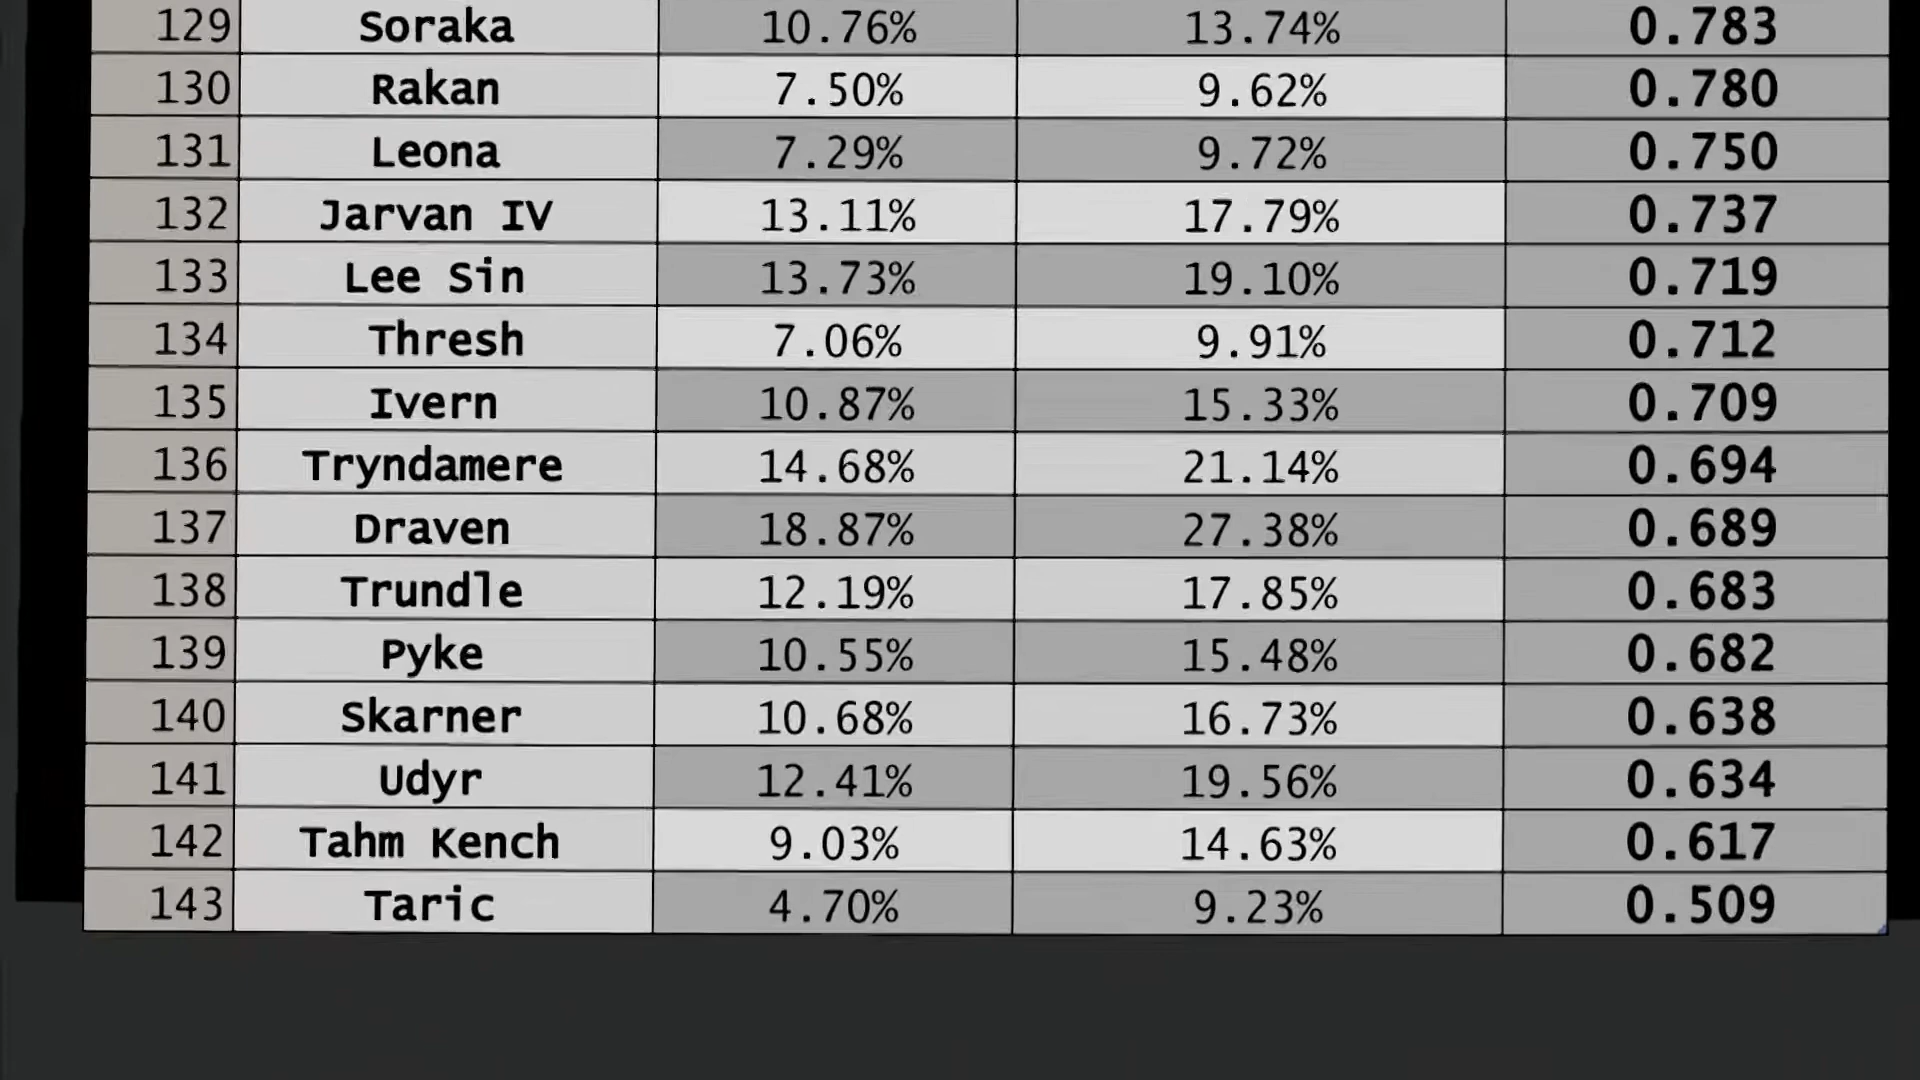 129 Soraka 10.76% 13.74% 0.783
130 Rakan 7.50% 9.62% 0.780
131 Leona 7.29% 9.72% 0.750
132 Jarvan IV 13.11% 17.79% 0.737
133 Lee Sin 13.73% 19.10% 0.719
134 Thresh 7.06% 9.91% 0.712
135 Ivern 10.87% 15.33% 0.709
136 Tryndamere 14.68% 21.14% 0.694
137 Draven 18.87% 27.38% 0.689
138 Trundle 12.19% 17.85% 0.683
139 Pyke 10.55% 15.48% 0.682
140 Skarner 10.68% 16.73% 0.638
141 Udyr 12.41% 19.56% 0.634
142 Tahm Kench 9.03% 14.63% 0.617
143 Taric 4.70% 9.23% 0.509